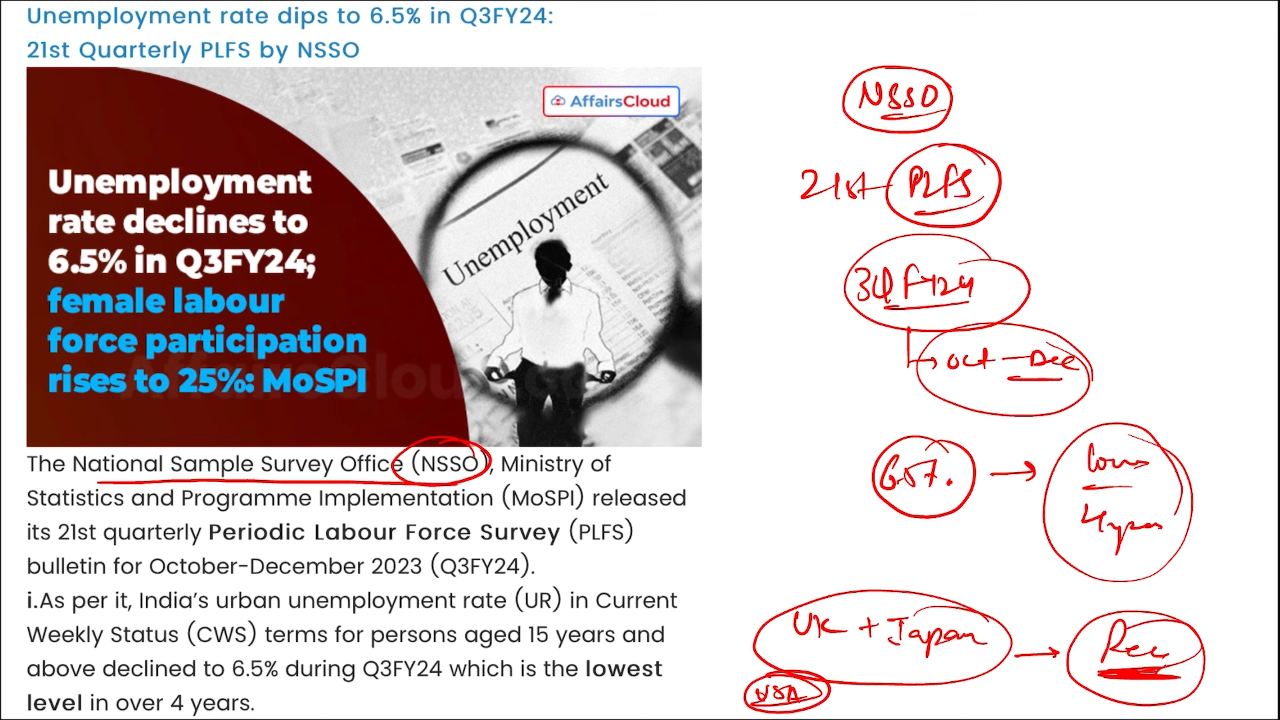 Unemployment rate dips to 6.5% in Q3FY24:
21st Quarterly PLFS by NSSO
AffairsCloud
Unemployment
rate declines to
6.5% in Q3FY24;
female labour
force participation
rises to 25%: MoSPI
Unemployment
The National Sample Survey Office (NSSO), Ministry of
Statistics and Programme Implementation (MoSPI) released
its 21st quarterly Periodic Labour Force Survey (PLFS)
bulletin for October-December 2023 (Q3FY24).
i.As per it, India's urban unemployment rate (UR) in Current
Weekly Status (CWS) terms for persons aged 15 years and
above declined to 6.5% during Q3FY24 which is the lowest
level in over 4 years.
NSSO
21st PLFS
3Q FY24
Oct - Dec
6.5%.
4 years
UK + Japan
Rec
USA